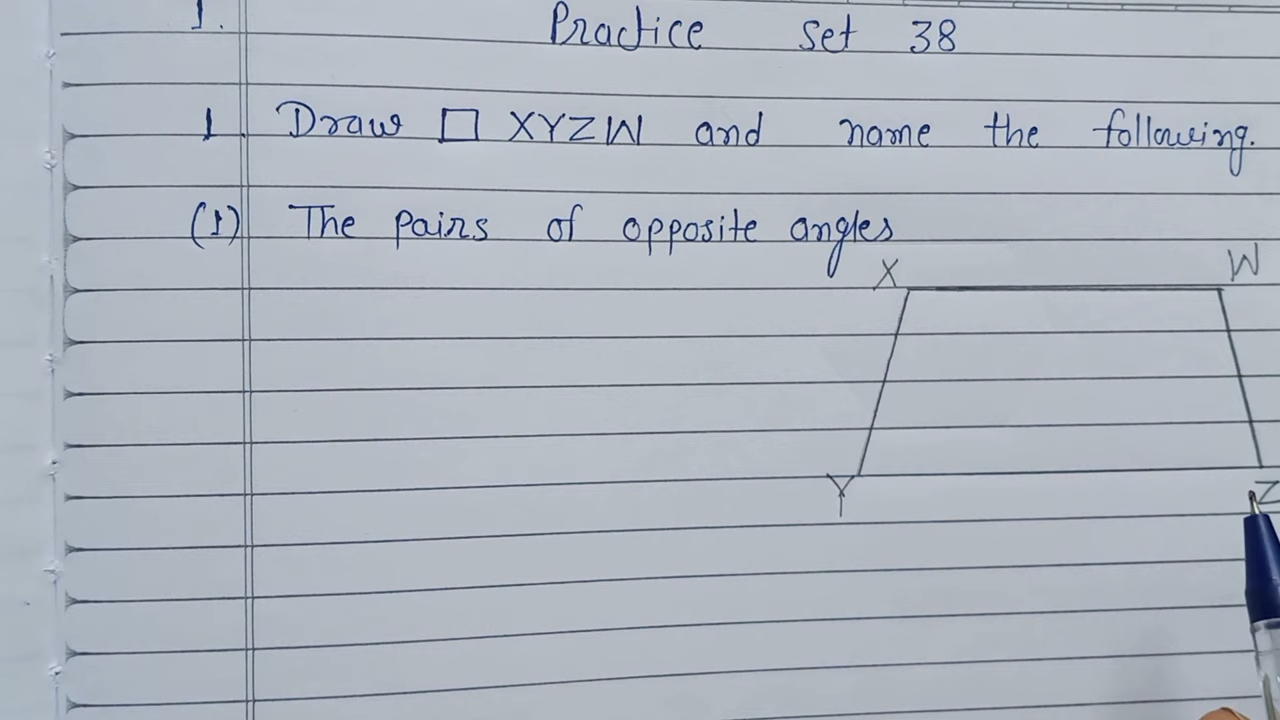 1.
Practice set 38
1. Draw □ XYZW and name the following.
(1) The pairs of opposite angles
X W
Y Z